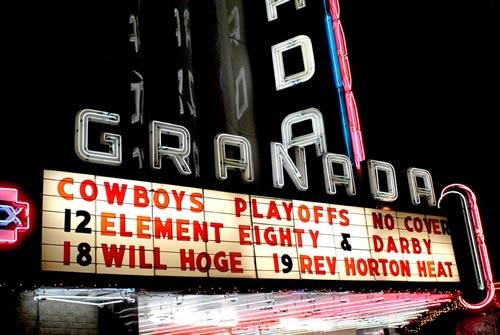 GRANADA
COWBOYS PLAYOFFS NO COVER
12 ELEMENT EIGHTY & DARBY
18 WILL HOGE 19 REV HORTON HEAT